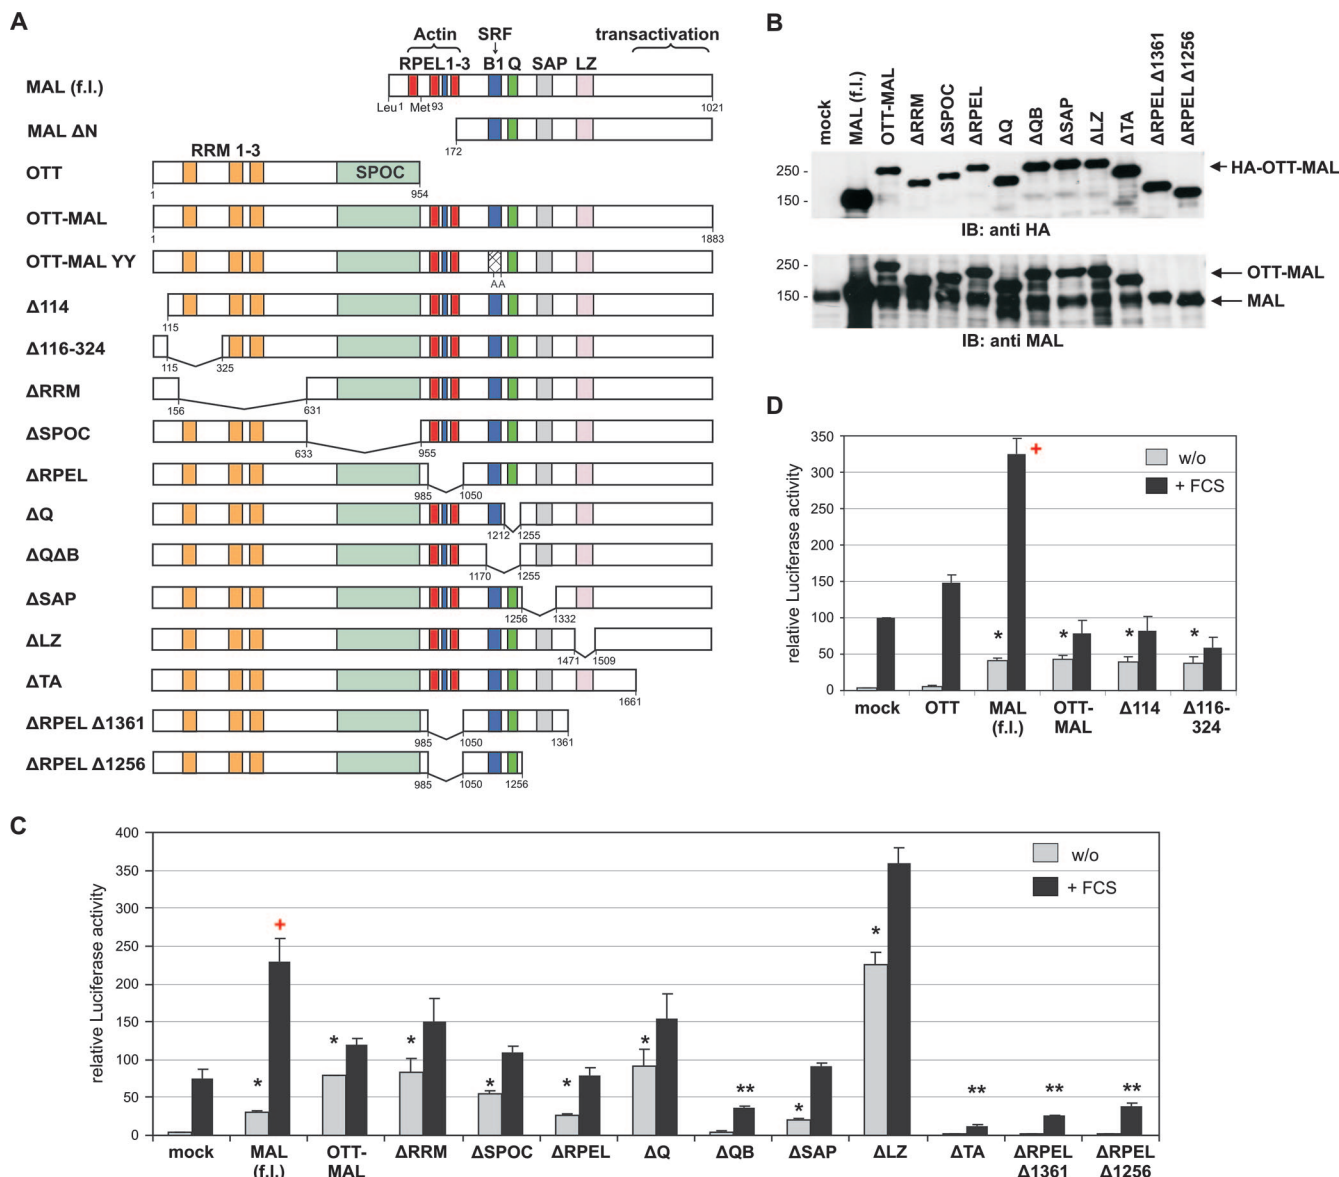 A
Actin
SRF
transactivation
RPEL1-3
B1
Q
SAP
LZ
MAL (f.l.)
Leu 1
Met 93
1021
MAL ΔN
172
RRM 1-3
OTT
SPOC
1
954
OTT-MAL
1
1883
OTT-MAL YY
AA
Δ114
115
Δ116-324
115
325
ΔRRM
156
631
ΔSPOC
633
955
ΔRPEL
985
1050
ΔQ
1212
1255
ΔQΔB
1170
1255
ΔSAP
1256
1332
ΔLZ
1471
1509
ΔTA
1661
ΔRPEL Δ1361
985
1050
1361
ΔRPEL Δ1256
985
1050
1256
B
mock
MAL (f.l.)
OTT-MAL
ΔRRM
ΔSPOC
ΔRPEL
ΔQ
ΔQB
ΔSAP
ΔLZ
ΔTA
ΔRPEL Δ1361
ΔRPEL Δ1256
250 -
150 -
HA-OTT-MAL
IB: anti HA
250 -
150 -
OTT-MAL
MAL
IB: anti MAL
D
relative Luciferase activity
350
300
250
200
150
100
50
0
w/o
+ FCS
+
*
*
*
*
mock
OTT
MAL (f.l.)
OTT-MAL
Δ114
Δ116-324
C
relative Luciferase activity
400
350
300
250
200
150
100
50
0
w/o
+ FCS
+
*
*
*
*
*
*
**
*
*
**
**
**
mock
MAL (f.l.)
OTT-MAL
ΔRRM
ΔSPOC
ΔRPEL
ΔQ
ΔQB
ΔSAP
ΔLZ
ΔTA
ΔRPEL Δ1361
ΔRPEL Δ1256